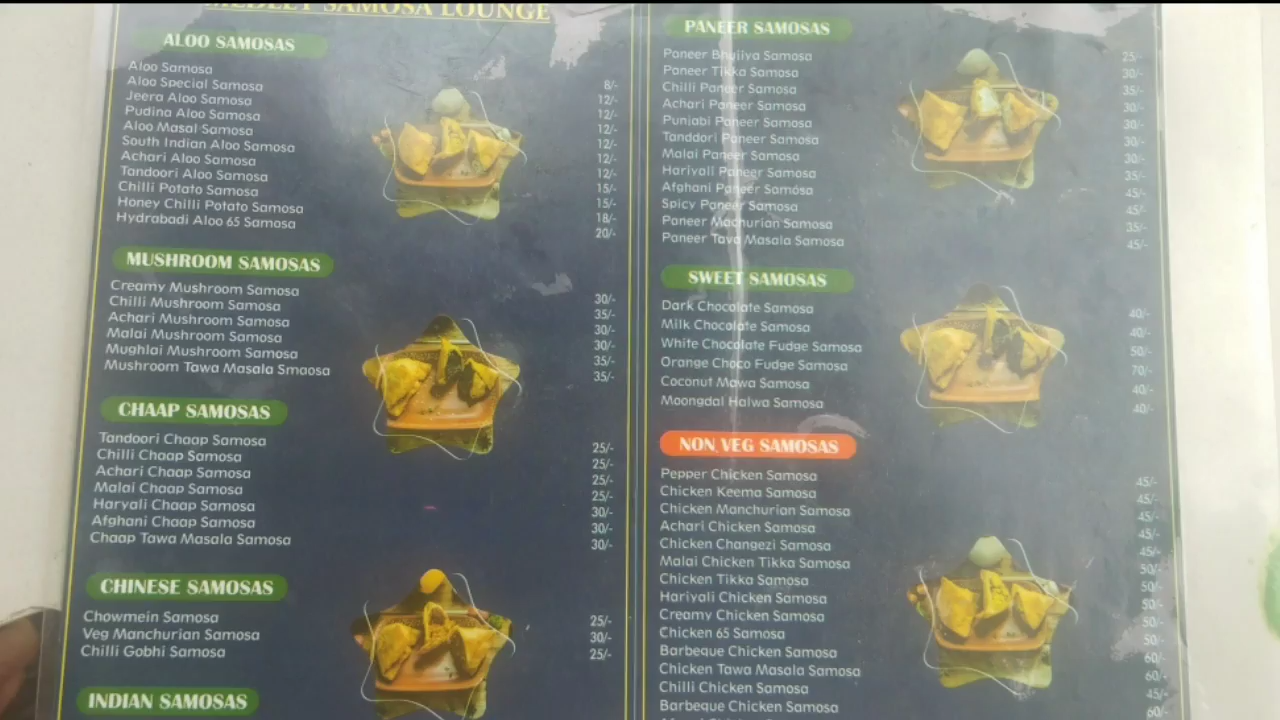 SAMOSA LOUNGE
ALOO SAMOSAS
Aloo Samosa 8/-
Aloo Special Samosa 12/-
Jeera Aloo Samosa 12/-
Pudina Aloo Samosa 12/-
Aloo Masal Samosa 12/-
South Indian Aloo Samosa 12/-
Achari Aloo Samosa 12/-
Tandoori Aloo Samosa 15/-
Chilli Potato Samosa 15/-
Honey Chilli Potato Samosa 18/-
Hydrabadi Aloo 65 Samosa 20/-
MUSHROOM SAMOSAS
Creamy Mushroom Samosa 30/-
Chilli Mushroom Samosa 35/-
Achari Mushroom Samosa 30/-
Malai Mushroom Samosa 30/-
Mughlai Mushroom Samosa 35/-
Mushroom Tawa Masala Smaosa 35/-
CHAAP SAMOSAS
Tandoori Chaap Samosa 25/-
Chilli Chaap Samosa 25/-
Achari Chaap Samosa 25/-
Malai Chaap Samosa 25/-
Haryali Chaap Samosa 30/-
Afghani Chaap Samosa 30/-
Chaap Tawa Masala Samosa 30/-
CHINESE SAMOSAS
Chowmein Samosa 25/-
Veg Manchurian Samosa 30/-
Chilli Gobhi Samosa 25/-
INDIAN SAMOSAS
PANEER SAMOSAS
Paneer Bhujiya Samosa 25/-
Paneer Tikka Samosa 30/-
Chilli Paneer Samosa 35/-
Achari Paneer Samosa 30/-
Punjabi Paneer Samosa 30/-
Tanddori Paneer Samosa 30/-
Malai Paneer Samosa 30/-
Hariyali Paneer Samosa 35/-
Afghani Paneer Samosa 45/-
Spicy Paneer Samosa 45/-
Paneer Machurian Samosa 35/-
Paneer Tava Masala Samosa 45/-
SWEET SAMOSAS
Dark Chocolate Samosa 40/-
Milk Chocolate Samosa 40/-
White Chocolate Fudge Samosa 50/-
Orange Choco Fudge Samosa 70/-
Coconut Mawa Samosa 40/-
Moongdal Halwa Samosa 40/-
NON VEG SAMOSAS
Pepper Chicken Samosa 45/-
Chicken Keema Samosa 45/-
Chicken Manchurian Samosa 45/-
Achari Chicken Samosa 45/-
Chicken Changezi Samosa 45/-
Malai Chicken Tikka Samosa 50/-
Chicken Tikka Samosa 50/-
Hariyali Chicken Samosa 50/-
Creamy Chicken Samosa 50/-
Chicken 65 Samosa 50/-
Barbeque Chicken Samosa 60/-
Chicken Tawa Masala Samosa 60/-
Chilli Chicken Samosa 45/-
Barbeque Chicken Samosa 60/-